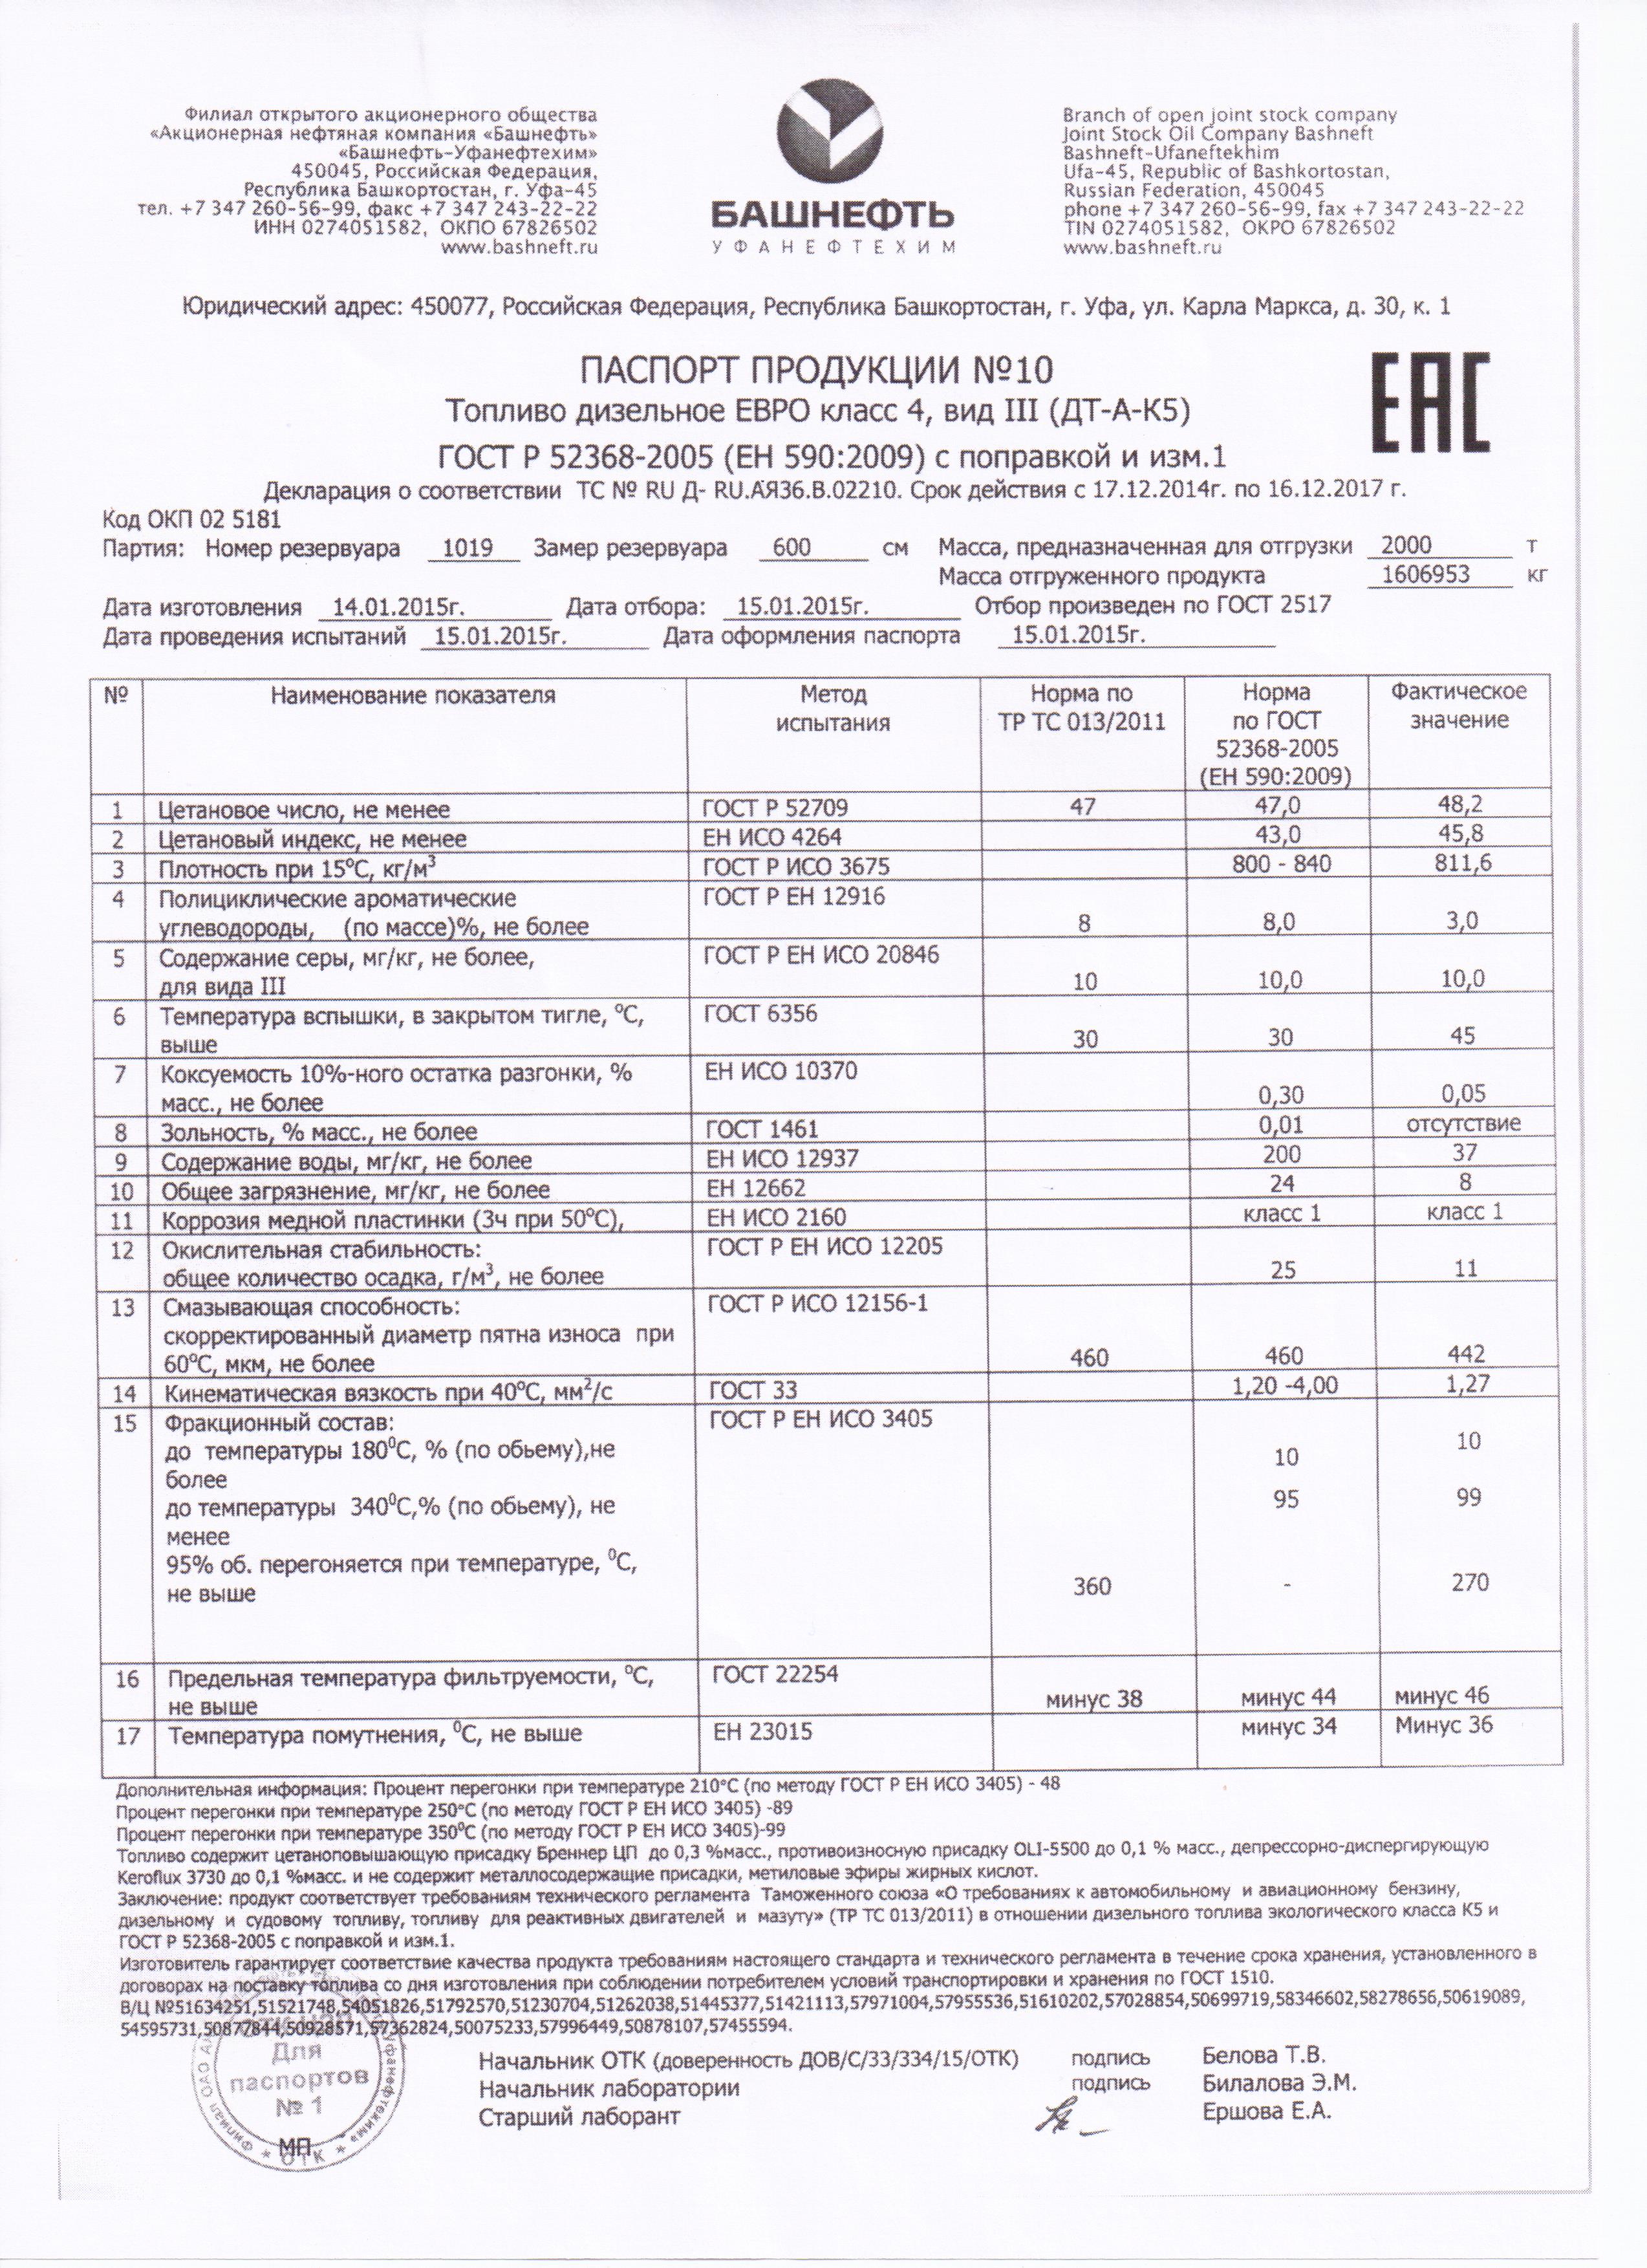 Филиал открытого акционерного общества
«Акционерная нефтяная компания «Башнефть»
«Башнефть-Уфанефтехим»
450045, Российская Федерация,
Республика Башкортостан, г. Уфа-45
тел. +7 347 260-56-99, факс +7 347 243-22-22
ИНН 0274051582, ОКПО 67826502
www.bashneft.ru
БАШНЕФТЬ
УФАНЕФТЕХИМ
Branch of open joint stock company
Joint Stock Oil Company Bashneft
Bashneft-Ufaneftekhim
Ufa-45, Republic of Bashkortostan,
Russian Federation, 450045
phone +7 347 260-56-99, fax +7 347 243-22-22
TIN 0274051582, OKPO 67826502
www.bashneft.ru
Юридический адрес: 450077, Российская Федерация, Республика Башкортостан, г. Уфа, ул. Карла Маркса, д. 30, к. 1
ПАСПОРТ ПРОДУКЦИИ №10
EAC
Топливо дизельное ЕВРО класс 4, вид III (ДТ-А-К5)
ГОСТ Р 52368-2005 (ЕН 590:2009) с поправкой и изм.1
Декларация о соответствии ТС № RU Д- RU.АЯ36.В.02210. Срок действия с 17.12.2014г. по 16.12.2017 г.
Код ОКП 02 5181
Партия: Номер резервуара 1019 Замер резервуара 600 см Масса, предназначенная для отгрузки 2000 т
Масса отгруженного продукта 1606953 кг
Дата изготовления 14.01.2015г. Дата отбора: 15.01.2015г. Отбор произведен по ГОСТ 2517
Дата проведения испытаний 15.01.2015г. Дата оформления паспорта 15.01.2015г.
№ Наименование показателя Метод Норма по Норма Фактическое
испытания ТР ТС 013/2011 по ГОСТ значение
52368-2005
(ЕН 590:2009)
1 Цетановое число, не менее ГОСТ Р 52709 47 47,0 48,2
2 Цетановый индекс, не менее ЕН ИСО 4264 43,0 45,8
3 Плотность при 15°С, кг/м³ ГОСТ Р ИСО 3675 800 - 840 811,6
4 Полициклические ароматические ГОСТ Р ЕН 12916
углеводороды, (по массе)%, не более 8 8,0 3,0
5 Содержание серы, мг/кг, не более, ГОСТ Р ЕН ИСО 20846
для вида III 10 10,0 10,0
6 Температура вспышки, в закрытом тигле, °С, ГОСТ 6356
выше 30 30 45
7 Коксуемость 10%-ного остатка разгонки, % ЕН ИСО 10370
масс., не более 0,30 0,05
8 Зольность, % масс., не более ГОСТ 1461 0,01 отсутствие
9 Содержание воды, мг/кг, не более ЕН ИСО 12937 200 37
10 Общее загрязнение, мг/кг, не более ЕН 12662 24 8
11 Коррозия медной пластинки (3ч при 50°С), ЕН ИСО 2160 класс 1 класс 1
12 Окислительная стабильность: ГОСТ Р ЕН ИСО 12205
общее количество осадка, г/м³, не более 25 11
13 Смазывающая способность: ГОСТ Р ИСО 12156-1
скорректированный диаметр пятна износа при
60°С, мкм, не более 460 460 442
14 Кинематическая вязкость при 40°С, мм²/с ГОСТ 33 1,20 -4,00 1,27
15 Фракционный состав: ГОСТ Р ЕН ИСО 3405
до температуры 180⁰С, % (по обьему),не 10 10
более
до температуры 340⁰С,% (по обьему), не 95 99
менее
95% об. перегоняется при температуре, ⁰С,
не выше 360 - 270
16 Предельная температура фильтруемости, ⁰С, ГОСТ 22254
не выше минус 38 минус 44 минус 46
17 Температура помутнения, ⁰С, не выше ЕН 23015 минус 34 Минус 36
Дополнительная информация: Процент перегонки при температуре 210°С (по методу ГОСТ Р ЕН ИСО 3405) - 48
Процент перегонки при температуре 250°С (по методу ГОСТ Р ЕН ИСО 3405) -89
Процент перегонки при температуре 350⁰С (по методу ГОСТ Р ЕН ИСО 3405)-99
Топливо содержит цетаноповышающую присадку Бреннер ЦП до 0,3 %масс., противоизносную присадку OLI-5500 до 0,1 % масс., депрессорно-диспергирующую
Keroflux 3730 до 0,1 %масс. и не содержит металлосодержащие присадки, метиловые эфиры жирных кислот.
Заключение: продукт соответствует требованиям технического регламента Таможенного союза «О требованиях к автомобильному и авиационному бензину,
дизельному и судовому топливу, топливу для реактивных двигателей и мазуту» (ТР ТС 013/2011) в отношении дизельного топлива экологического класса К5 и
ГОСТ Р 52368-2005 с поправкой и изм.1.
Изготовитель гарантирует соответствие качества продукта требованиям настоящего стандарта и технического регламента в течение срока хранения, установленного в
договорах на поставку топлива со дня изготовления при соблюдении потребителем условий транспортировки и хранения по ГОСТ 1510.
В/Ц №51634251,51521748,54051826,51792570,51230704,51262038,51445377,51421113,57971004,57955536,51610202,57028854,50699719,58346602,58278656,50619089,
54595731,50877844,50928571,57362824,50075233,57996449,50878107,57455594.
Начальник ОТК (доверенность ДОВ/С/33/334/15/ОТК) подпись Белова Т.В.
Начальник лаборатории подпись Билалова Э.М.
Старший лаборант Ершова Е.А.
Для
паспортов
№ 1
МП
ОТК